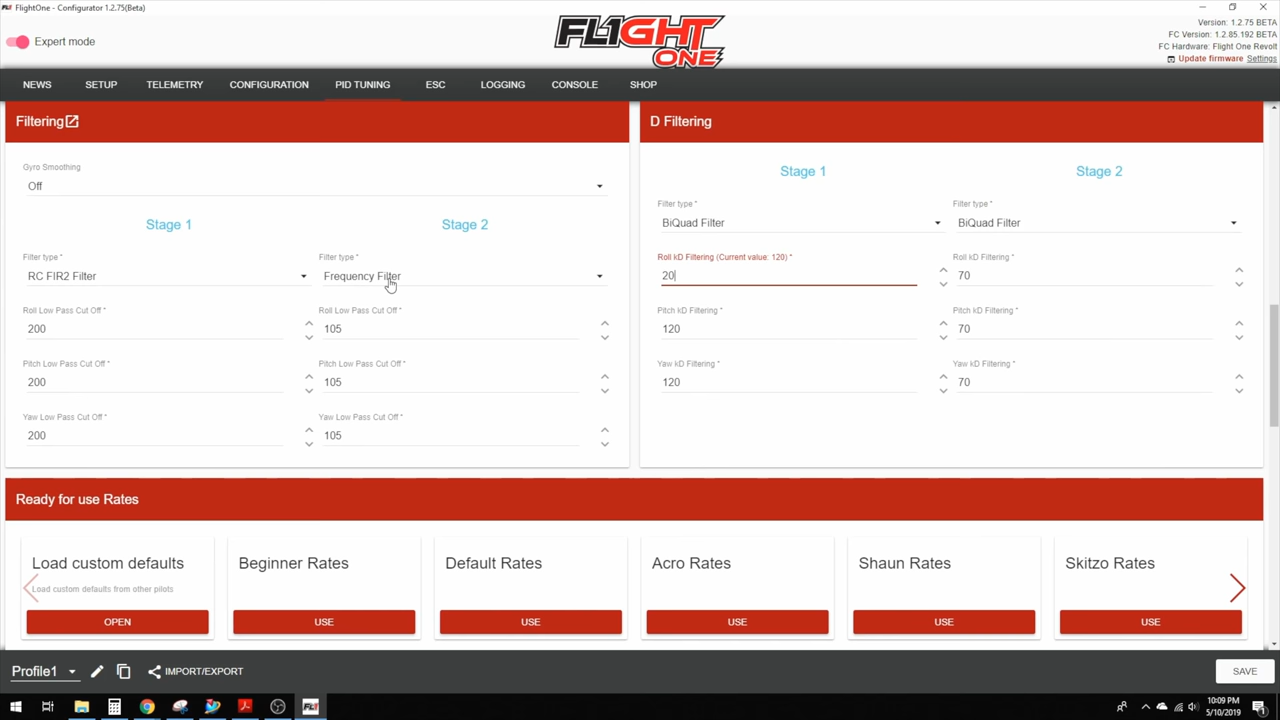 FlightOne - Configurator 1.2.75(Beta)
Expert mode
FL1GHT
ONE
Version: 1.2.75 BETA
FC Version: 1.2.85.192 BETA
FC Hardware: Flight One Revolt
Update firmware Settings
NEWS SETUP TELEMETRY CONFIGURATION PID TUNING ESC LOGGING CONSOLE SHOP
Filtering
Gyro Smoothing
Off
Stage 1 Stage 2
Filter type * Filter type *
RC FIR2 Filter Frequency Filter
Roll Low Pass Cut Off * Roll Low Pass Cut Off *
200 105
Pitch Low Pass Cut Off * Pitch Low Pass Cut Off *
200 105
Yaw Low Pass Cut Off * Yaw Low Pass Cut Off *
200 105
D Filtering
Stage 1 Stage 2
Filter type * Filter type *
BiQuad Filter BiQuad Filter
Roll kD Filtering (Current value: 120) * Roll kD Filtering *
20 70
Pitch kD Filtering * Pitch kD Filtering *
120 70
Yaw kD Filtering * Yaw kD Filtering *
120 70
Ready for use Rates
Load custom defaults Beginner Rates Default Rates Acro Rates Shaun Rates Skitzo Rates
Load custom defaults from other pilots
OPEN USE USE USE USE USE
Profile1 IMPORT/EXPORT SAVE
FL1
10:09 PM
5/10/2019